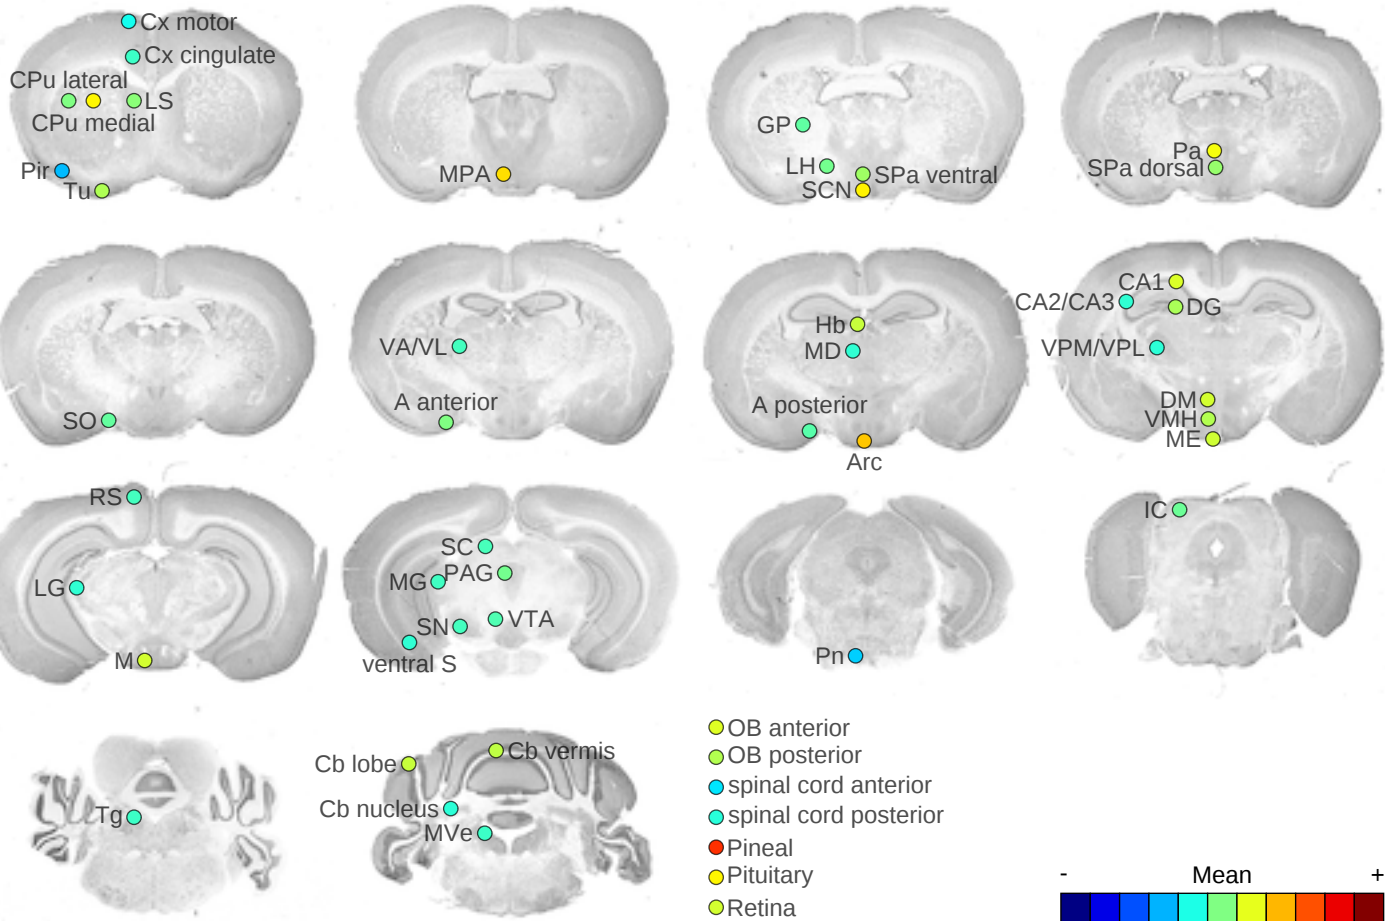 Cx motor
Cx cingulate
CPu lateral
LS
CPu medial
Pir
Tu
MPA
GP
LH
SPa ventral
SCN
Pa
SPa dorsal
SO
VA/VL
A anterior
Hb
MD
A posterior
Arc
CA1
CA2/CA3
DG
VPM/VPL
DM
VMH
ME
RS
LG
M
SC
MG
PAG
SN
VTA
ventral S
Pn
IC
Tg
Cb lobe
Cb vermis
Cb nucleus
MVe
OB anterior
OB posterior
spinal cord anterior
spinal cord posterior
Pineal
Pituitary
Retina
- Mean +